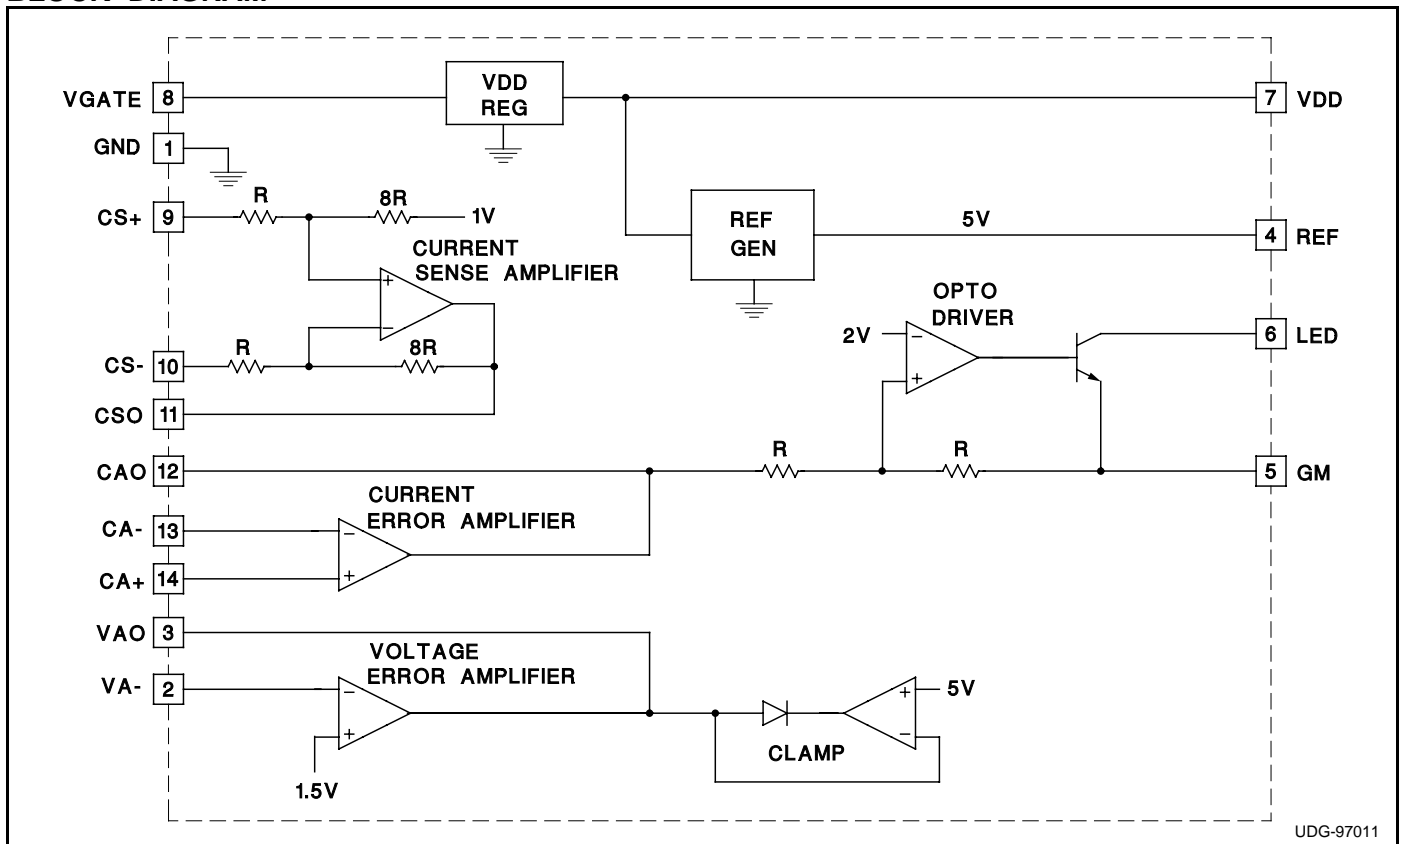 VGATE 8
VDD
REG
7 VDD
GND 1
CS+ 9
R
8R
1V
CURRENT
SENSE AMPLIFIER
+
−
REF
GEN
5V
4 REF
OPTO
DRIVER
2V
−
+
6 LED
CS- 10
R
8R
CSO 11
CAO 12
R
R
5 GM
CURRENT
ERROR AMPLIFIER
CA- 13
−
CA+ 14
+
VAO 3
VOLTAGE
ERROR AMPLIFIER
VA- 2
−
+
1.5V
CLAMP
+
−
5V
UDG-97011